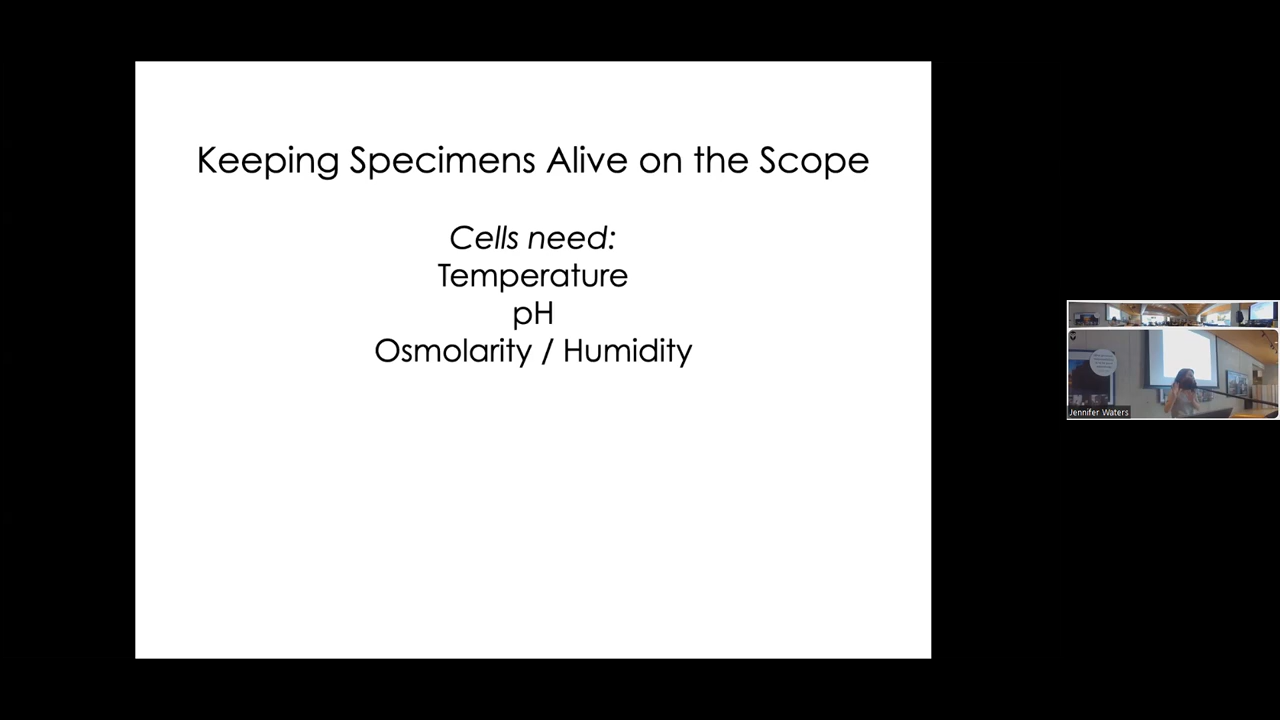 Keeping Specimens Alive on the Scope
Cells need:
Temperature
pH
Osmolarity / Humidity
Jennifer Waters